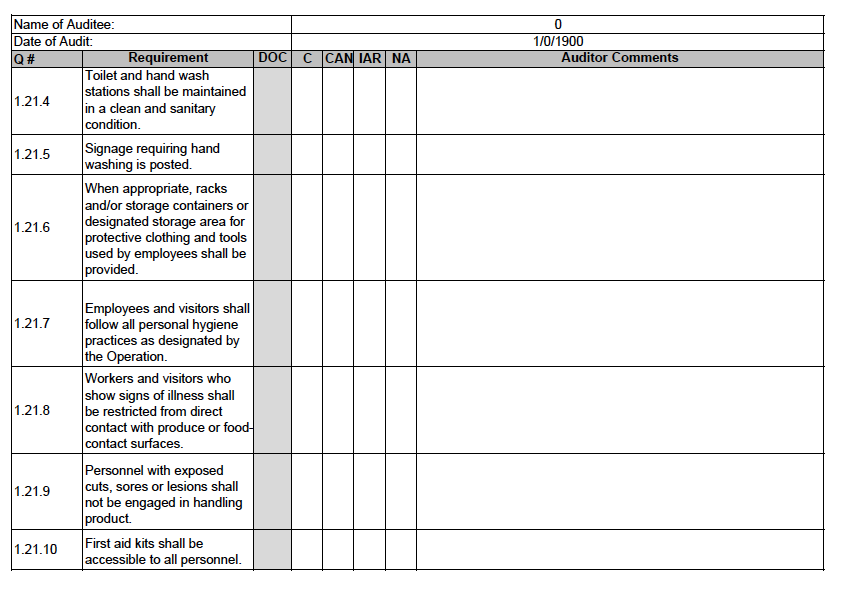 Name of Auditee: 0
Date of Audit: 1/0/1900
Q # Requirement DOC C CAN IAR NA Auditor Comments
1.21.4
Toilet and hand wash
stations shall be maintained
in a clean and sanitary
condition.
1.21.5
Signage requiring hand
washing is posted.
1.21.6
When appropriate, racks
and/or storage containers or
designated storage area for
protective clothing and tools
used by employees shall be
provided.
1.21.7
Employees and visitors shall
follow all personal hygiene
practices as designated by
the Operation.
1.21.8
Workers and visitors who
show signs of illness shall
be restricted from direct
contact with produce or food-
contact surfaces.
1.21.9
Personnel with exposed
cuts, sores or lesions shall
not be engaged in handling
product.
1.21.10
First aid kits shall be
accessible to all personnel.